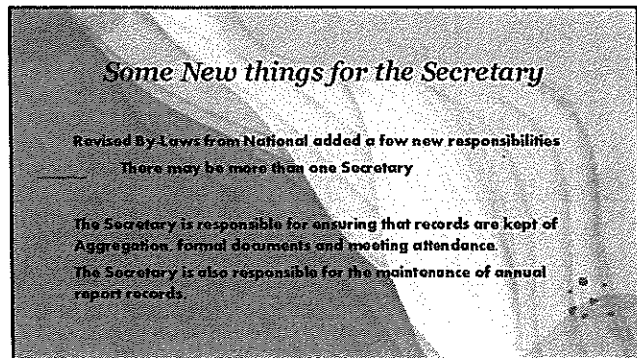 Some New things for the Secretary
Revised By-Laws from National added a few new responsibilities
There may be more than one Secretary
The Secretary is responsible for ensuring that records are kept of
Aggregation, formal documents and meeting attendance.
The Secretary is also responsible for the maintenance of annual
report records.